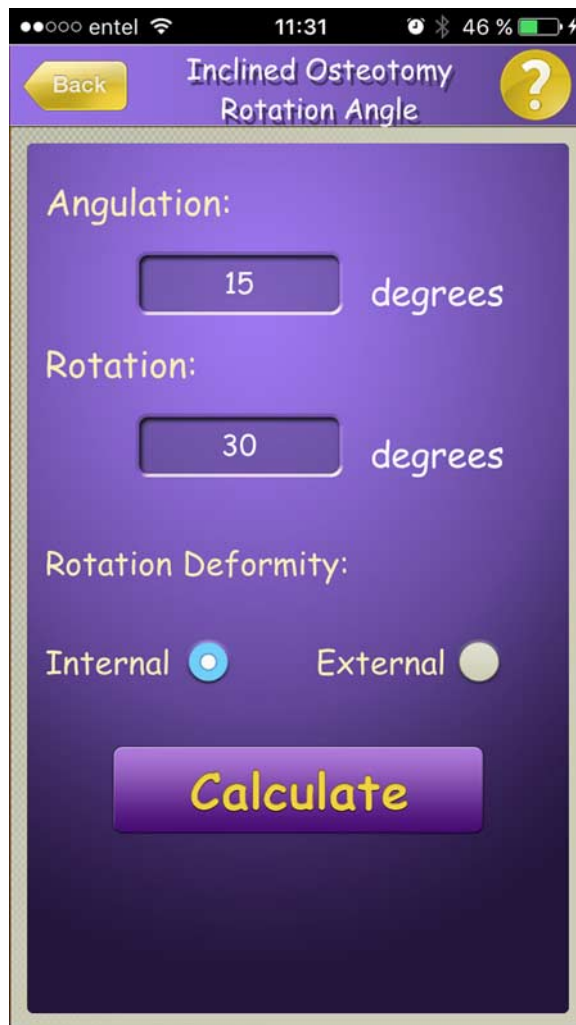 entel 11:31 46 %
Back
Inclined Osteotomy
Rotation Angle
?
Angulation:
15 degrees
Rotation:
30 degrees
Rotation Deformity:
Internal External
Calculate